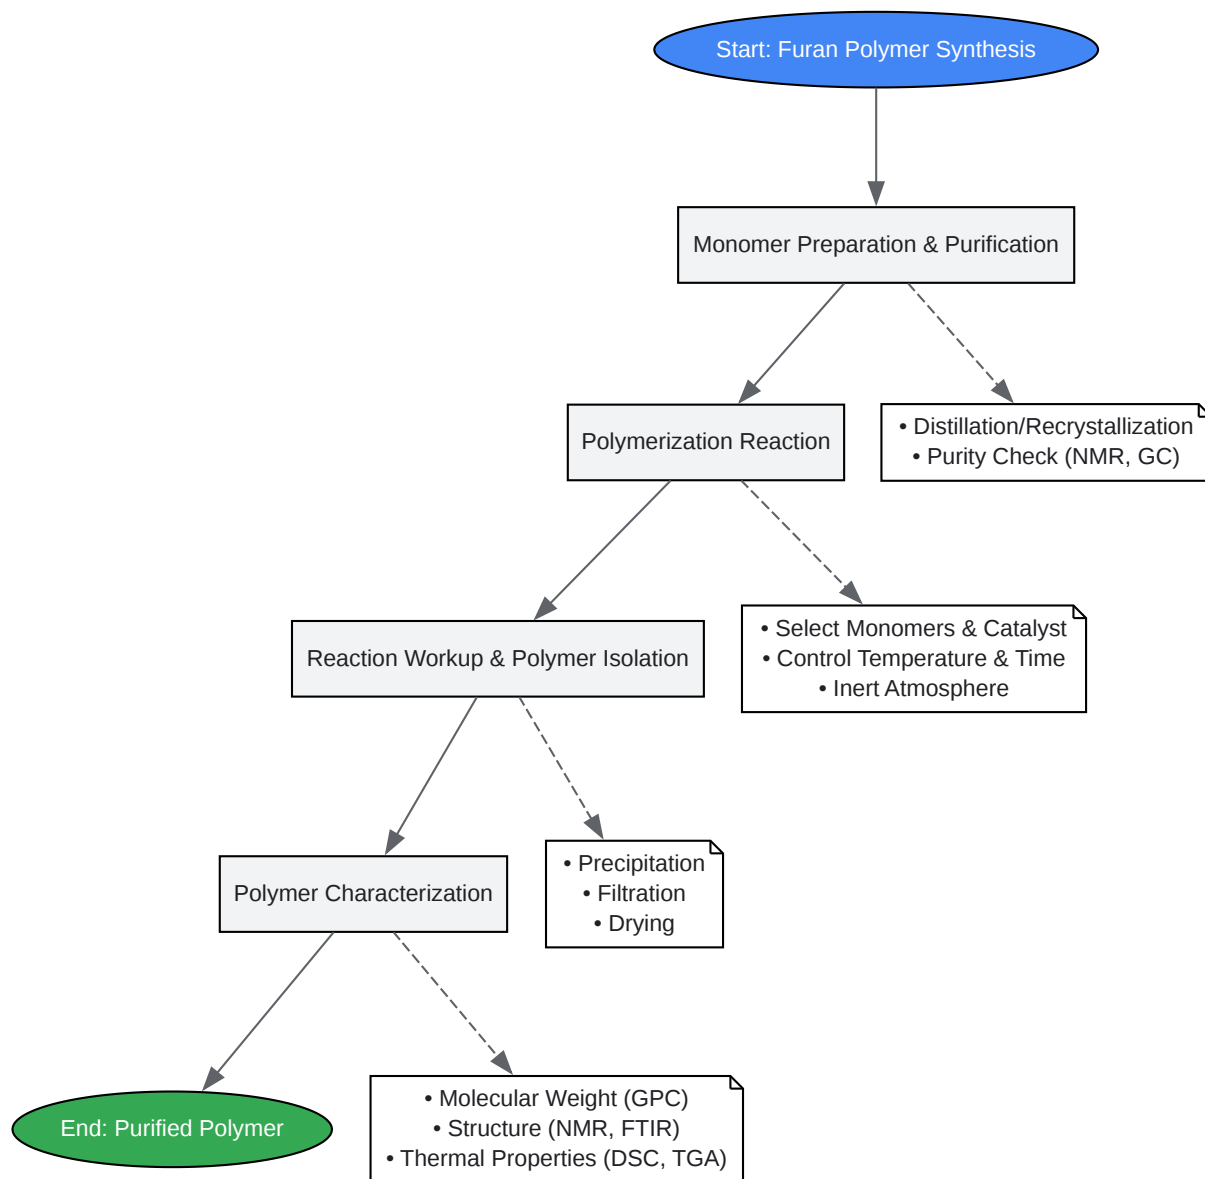 Start: Furan Polymer Synthesis
Monomer Preparation & Purification
Polymerization Reaction
• Distillation/Recrystallization
• Purity Check (NMR, GC)
Reaction Workup & Polymer Isolation
• Select Monomers & Catalyst
• Control Temperature & Time
• Inert Atmosphere
Polymer Characterization
• Precipitation
• Filtration
• Drying
End: Purified Polymer
• Molecular Weight (GPC)
• Structure (NMR, FTIR)
• Thermal Properties (DSC, TGA)